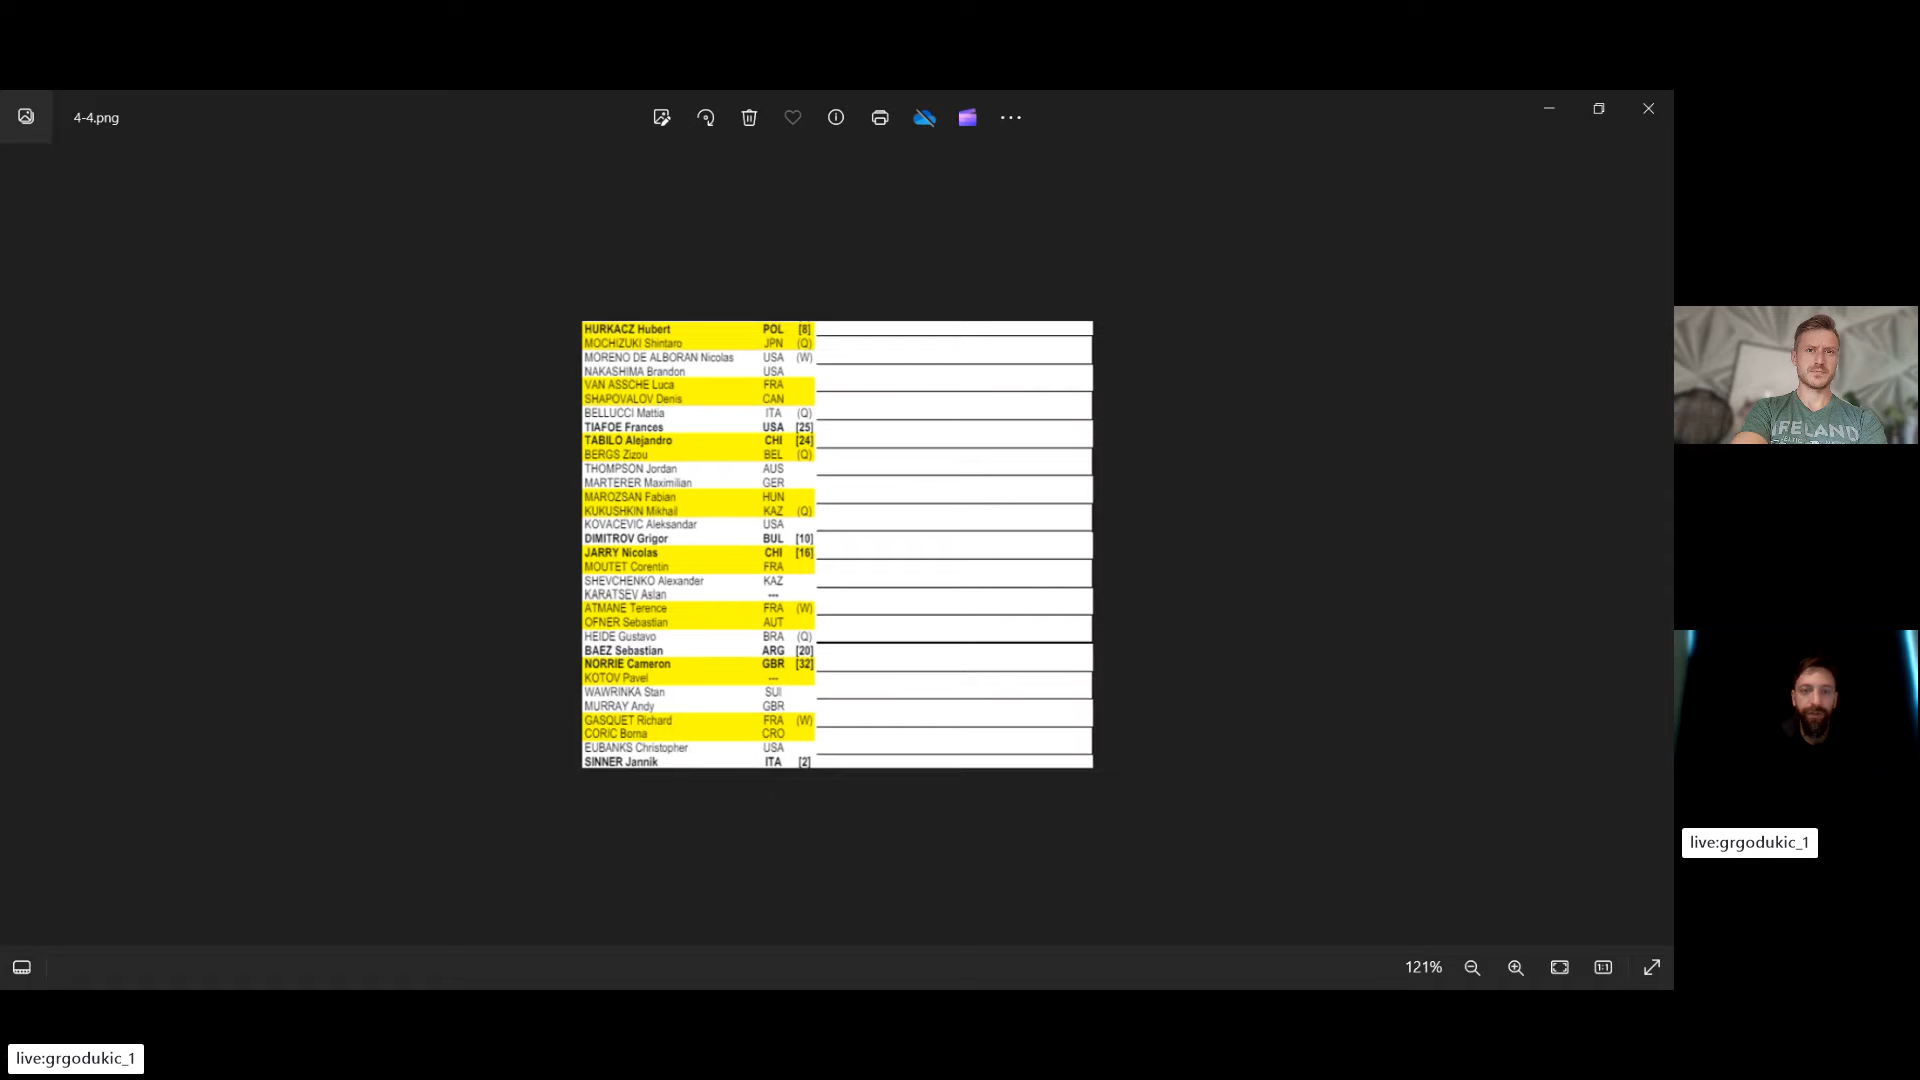 4-4.png
HURKACZ Hubert POL [8]
MOCHIZUKI Shintaro JPN (Q)
MORENO DE ALBORAN Nicolas USA (W)
NAKASHIMA Brandon USA
VAN ASSCHE Luca FRA
SHAPOVALOV Denis CAN
BELLUCCI Mattia ITA (Q)
TIAFOE Frances USA [25]
TABILO Alejandro CHI [24]
BERGS Zizou BEL (Q)
THOMPSON Jordan AUS
MARTERER Maximilian GER
MAROZSAN Fabian HUN
KUKUSHKIN Mikhail KAZ (Q)
KOVACEVIC Aleksandar USA
DIMITROV Grigor BUL [10]
JARRY Nicolas CHI [16]
MOUTET Corentin FRA
SHEVCHENKO Alexander KAZ
KARATSEV Aslan ---
ATMANE Terence FRA (W)
OFNER Sebastian AUT
HEIDE Gustavo BRA (Q)
BAEZ Sebastian ARG [20]
NORRIE Cameron GBR [32]
KOTOV Pavel ---
WAWRINKA Stan SUI
MURRAY Andy GBR
GASQUET Richard FRA (W)
CORIC Borna CRO
EUBANKS Christopher USA
SINNER Jannik ITA [2]
IRELAND
live:grgodukic_1
121%
1:1
live:grgodukic_1